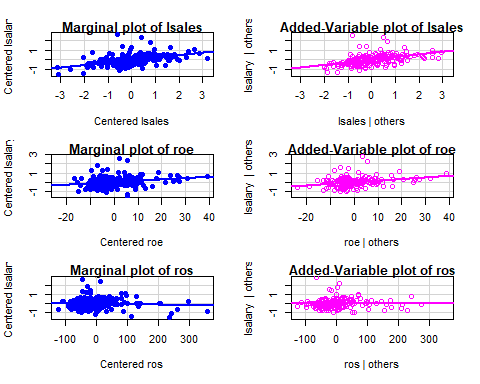 Marginal plot of lsales
Added-Variable plot of lsales
Centered lsalary
lsalary | others
1
-1
1
-1
-3 -2 -1 0 1 2 3
-3 -2 -1 0 1 2 3
Centered lsales
lsales | others
Marginal plot of roe
Added-Variable plot of roe
Centered lsalary
lsalary | others
3
1
-1
3
1
-1
-20 0 10 20 30 40
-20 0 10 20 30 40
Centered roe
roe | others
Marginal plot of ros
Added-Variable plot of ros
Centered lsalary
lsalary | others
1
-1
1
-1
-100 0 100 200 300
-100 0 100 200 300
Centered ros
ros | others